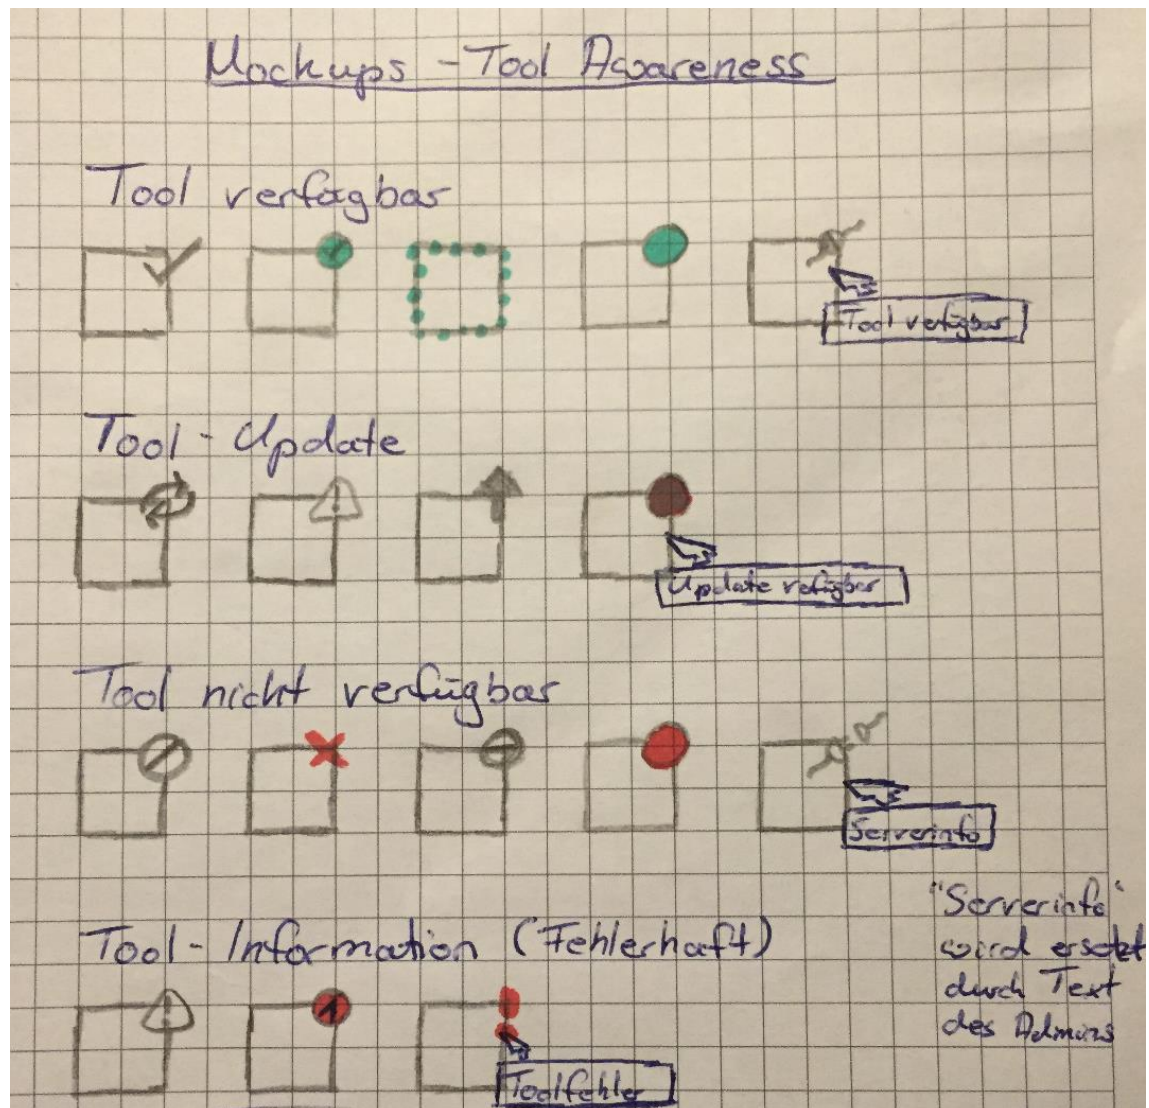 Mockups - Tool Awareness
Tool verfügbar
Tool verfügbar
Tool - Update
Update vefügbar
Tool nicht verfügbar
Serverinfo
"Serverinfo"
wird ersetzt
durch Text
des Admins
Tool - Information (Fehlerhaft)
Toolfehler